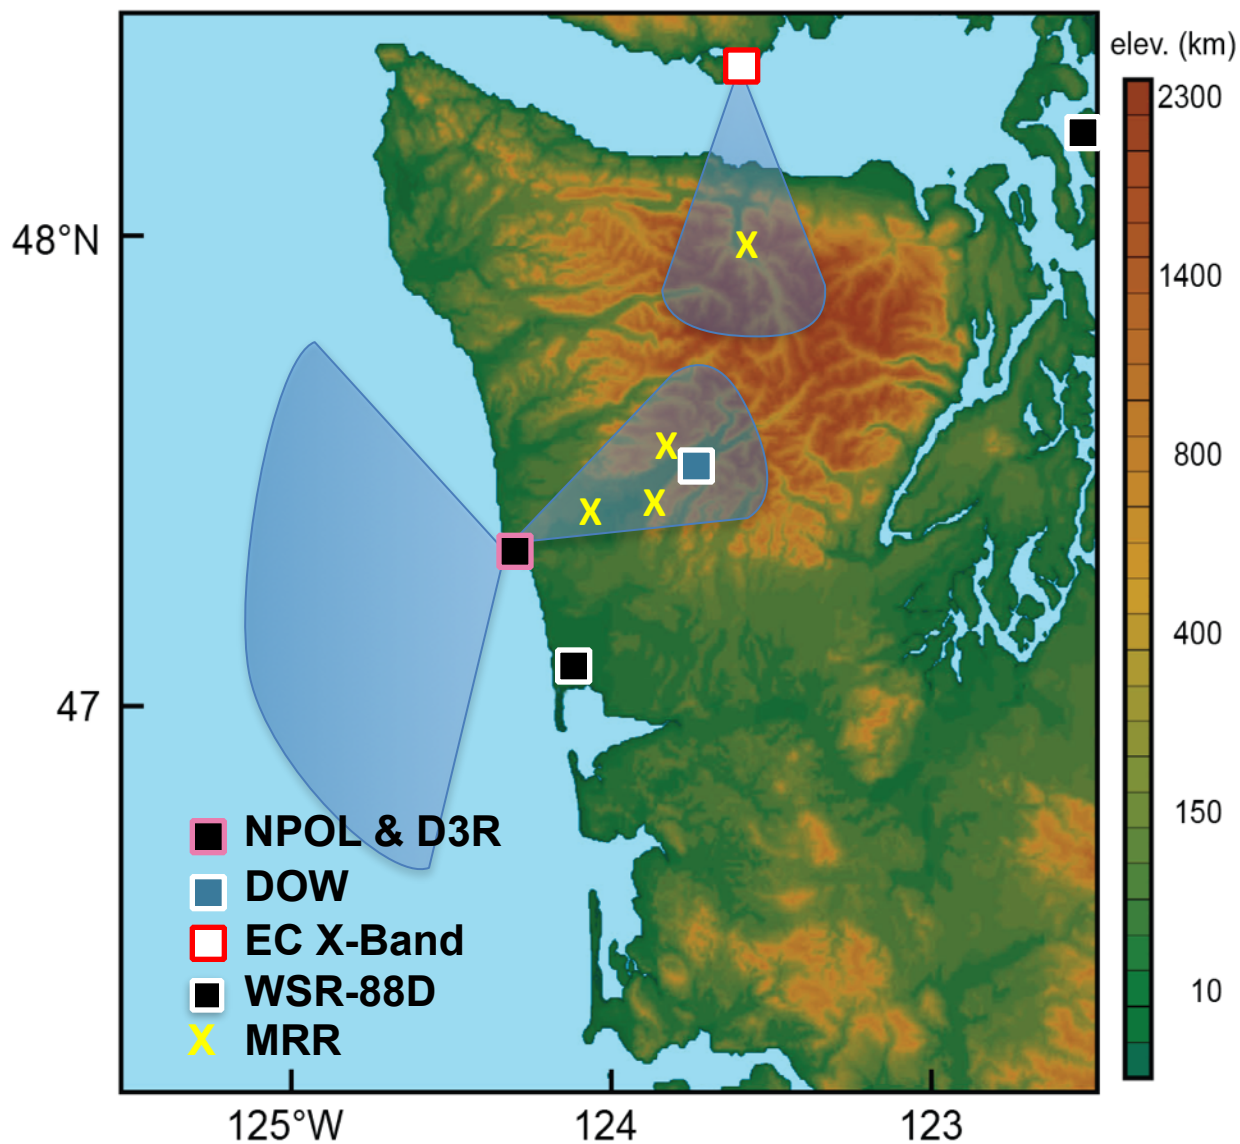 elev. (km)
2300
48°N
1400
800
400
47
150
NPOL & D3R
DOW
EC X-Band
WSR-88D
10
X MRR
X
X
X
X
125°W
124
123